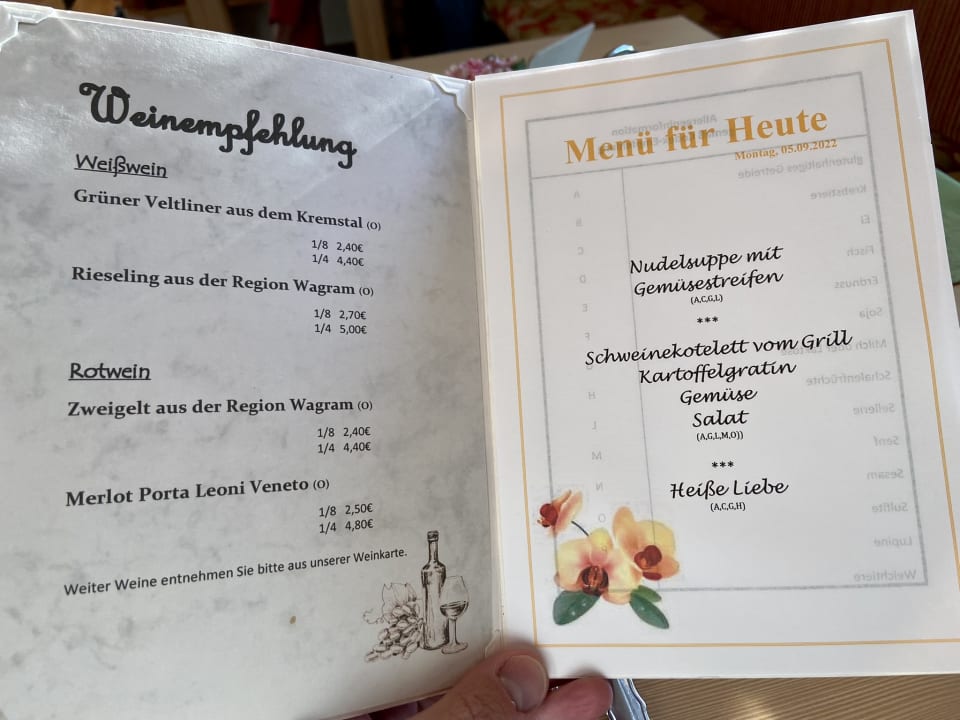 Weinempfehlung
Weißwein
Grüner Veltliner aus dem Kremstal (O)
1/8 2,40€
1/4 4,40€
Rieseling aus der Region Wagram (O)
1/8 2,70€
1/4 5,00€
Rotwein
Zweigelt aus der Region Wagram (O)
1/8 2,40€
1/4 4,40€
Merlot Porta Leoni Veneto (O)
1/8 2,50€
1/4 4,80€
Weiter Weine entnehmen Sie bitte aus unserer Weinkarte.
Menü für Heute
Montag, 05.09.2022
Nudelsuppe mit
Gemüsestreifen
(A,C,G,L)
***
Schweinekotelett vom Grill
Kartoffelgratin
Gemüse
Salat
(A,G,L,M,O))
***
Heiße Liebe
(A,C,G,H)
Allergeninformation
glutenhaltiges Getreide
A
Krebstiere
B
Ei
C
Fisch
D
Erdnuss
E
Soja
F
Milch oder Laktose
Schalenfrüchte
H
Sellerie
L
Senf
M
Sesam
N
Sulfite
O
Lupine
Weichtiere